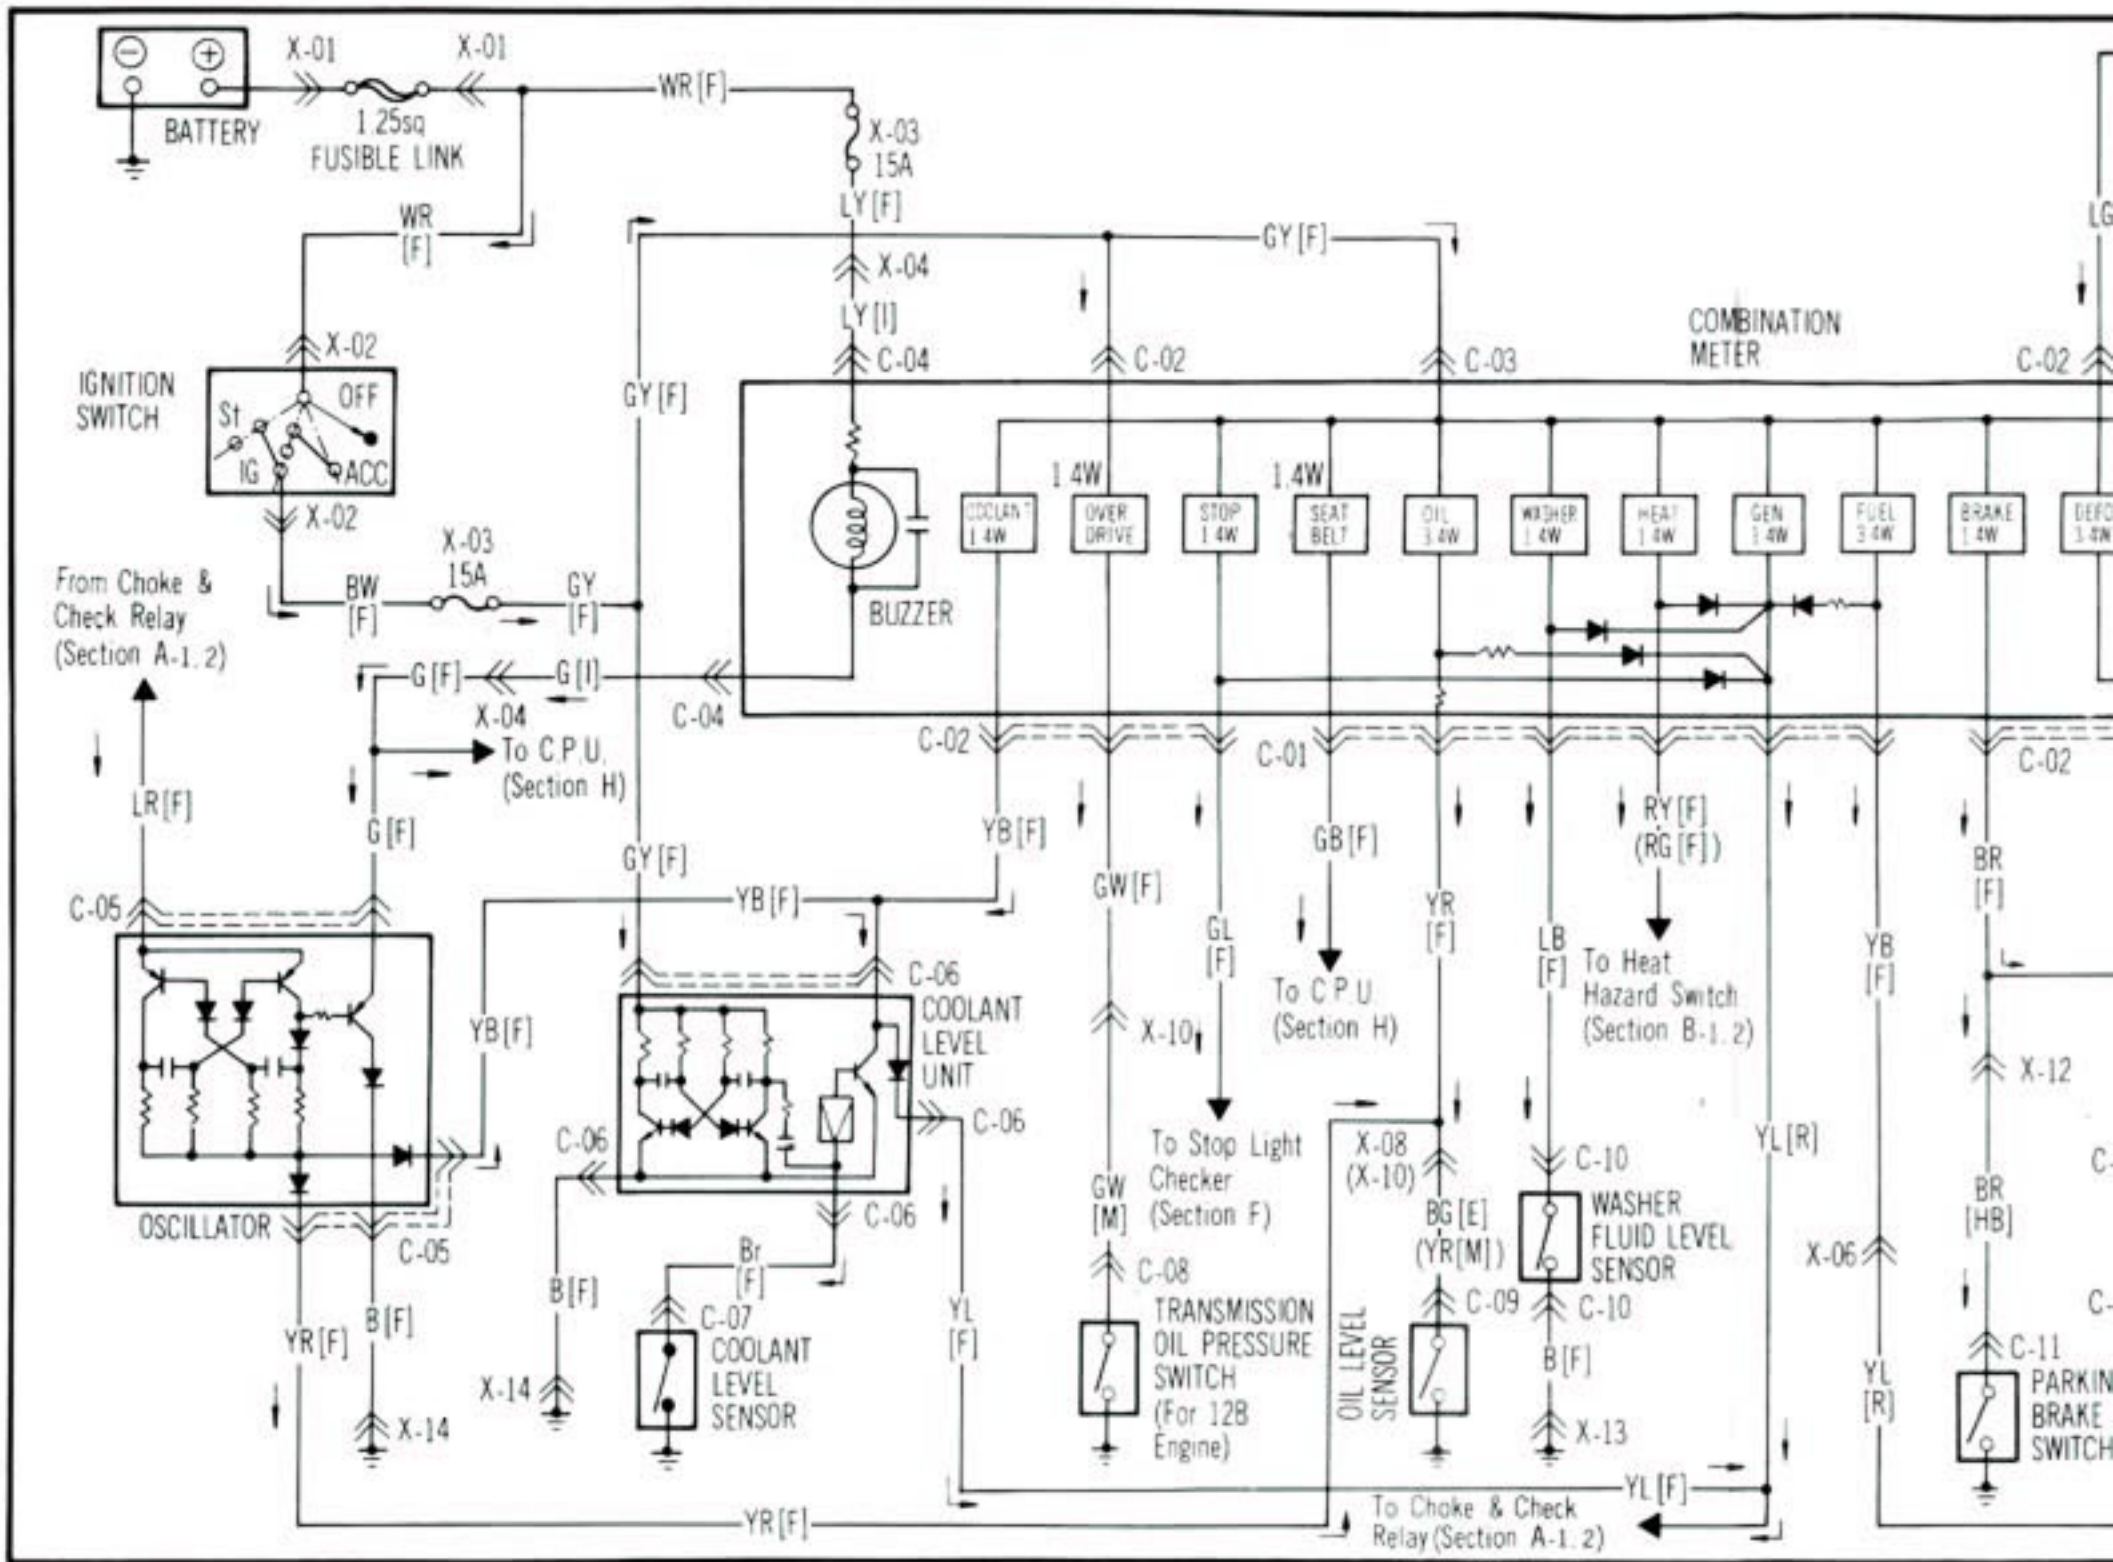 X-01
X-01
BATTERY
1.25sq
FUSIBLE LINK
WR[F]
X-03
15A
LY[F]
WR
[F]
GY[F]
LG
X-04
LY[I]
COMBINATION
METER
X-02
C-04
C-02
C-03
C-02
IGNITION
SWITCH
St
OFF
IG
ACC
GY[F]
X-02
1.4W
1.4W
COOLANT
1.4W
OVER
DRIVE
STOP
1.4W
SEAT
BELT
OIL
3.4W
WASHER
1.4W
HEAT
1.4W
GEN
FUEL
3.4W
BRAKE
1.4W
DEFO
3.4W
X-03
15A
BW
[F]
GY
[F]
BUZZER
From Choke &
Check Relay
(Section A-1.2)
G[F]
G[I]
X-04
C-04
To C.P.U.
(Section H)
C-02
C-01
C-02
LR[F]
G[F]
GY[F]
YB[F]
GB[F]
RY[F]
(RG[F])
BR
[F]
C-05
YB[F]
GW[F]
GL
[F]
YR
[F]
LB
[F]
YB
[F]
To Heat
Hazard Switch
(Section B-1.2)
To C.P.U.
(Section H)
C-06
COOLANT
LEVEL
UNIT
YB[F]
X-10
X-12
C-06
C-06
To Stop Light
Checker
(Section F)
X-08
(X-10)
C-10
YL[R]
C-
OSCILLATOR
C-05
C-06
GW
[M]
BG[E]
(YR[M])
WASHER
FLUID LEVEL
SENSOR
BR
[HB]
X-06
Br
[F]
B[F]
C-08
C-09
C-10
C-
YR[F]
B[F]
C-07
COOLANT
LEVEL
SENSOR
YL
[F]
TRANSMISSION
OIL PRESSURE
SWITCH
(For 12B
Engine)
OIL LEVEL
SENSOR
B[F]
YL
[R]
C-11
PARKIN
BRAKE
SWITCH
X-14
X-14
X-13
YL[F]
YR[F]
To Choke & Check
Relay(Section A-1.2)